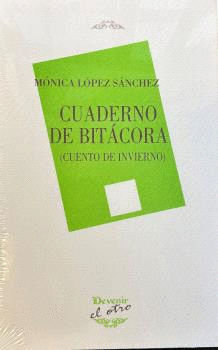 MÓNICA LÓPEZ SÁNCHEZ
CUADERNO
DE BITÁCORA
(CUENTO DE INVIERNO)
Devenir
el otro